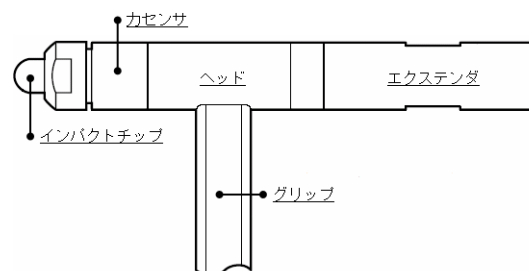 力センサ
ヘッド
エクステンダ
インパクトチップ
グリップ